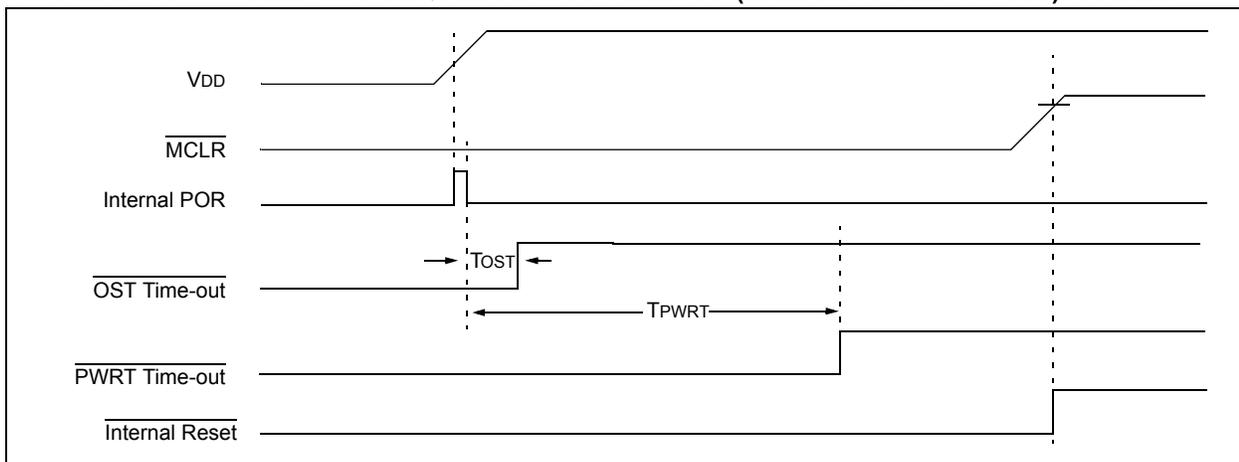 VDD
MCLR
Internal POR
TOST
OST Time-out
TPWRT
PWRT Time-out
Internal Reset